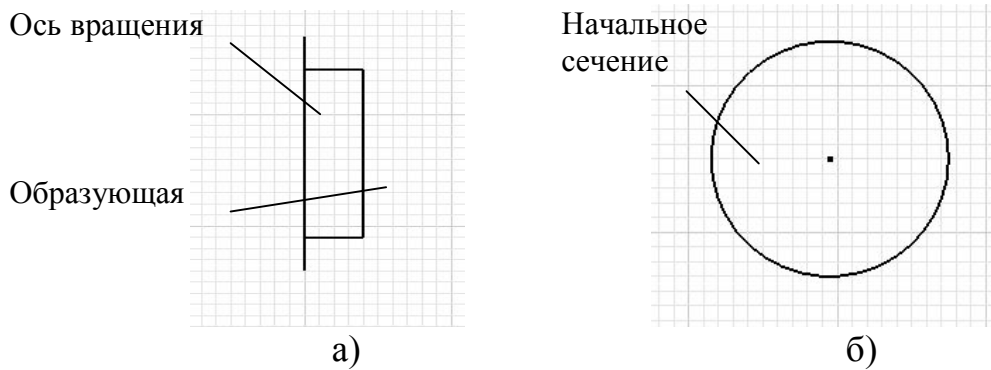 Ось вращения
Образующая
а)
Начальное
сечение
б)